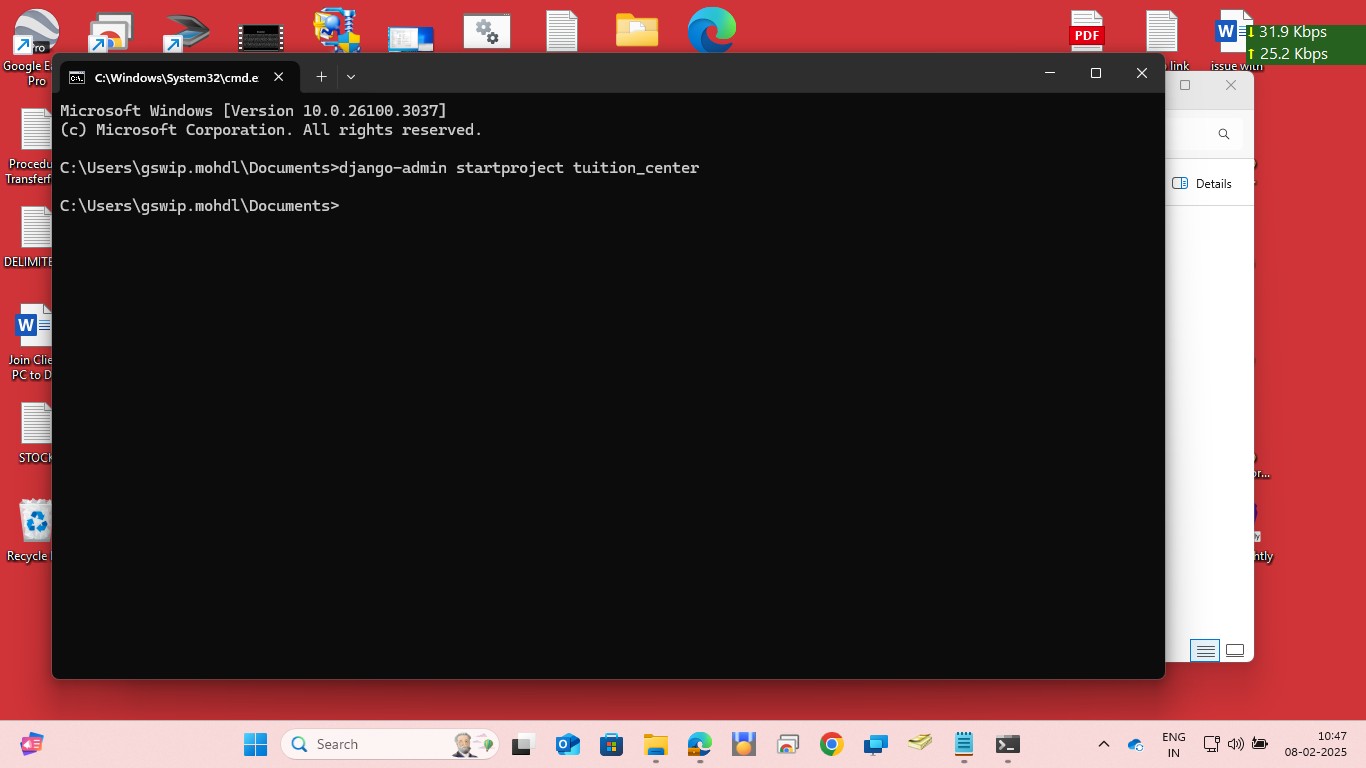 Pro
Google Ea
Pro
PDF
link
W
issue with
31.9 Kbps
25.2 Kbps
C:\Windows\System32\cmd.e
Microsoft Windows [Version 10.0.26100.3037]
(c) Microsoft Corporation. All rights reserved.
C:\Users\gswip.mohdl\Documents>django-admin startproject tuition_center
C:\Users\gswip.mohdl\Documents>
Details
Procedu
Transferf
DELIMITE
W
Join Clie
PC to D
STOCK
Recycle
or...
ntly
Search
ENG
IN
10:47
08-02-2025